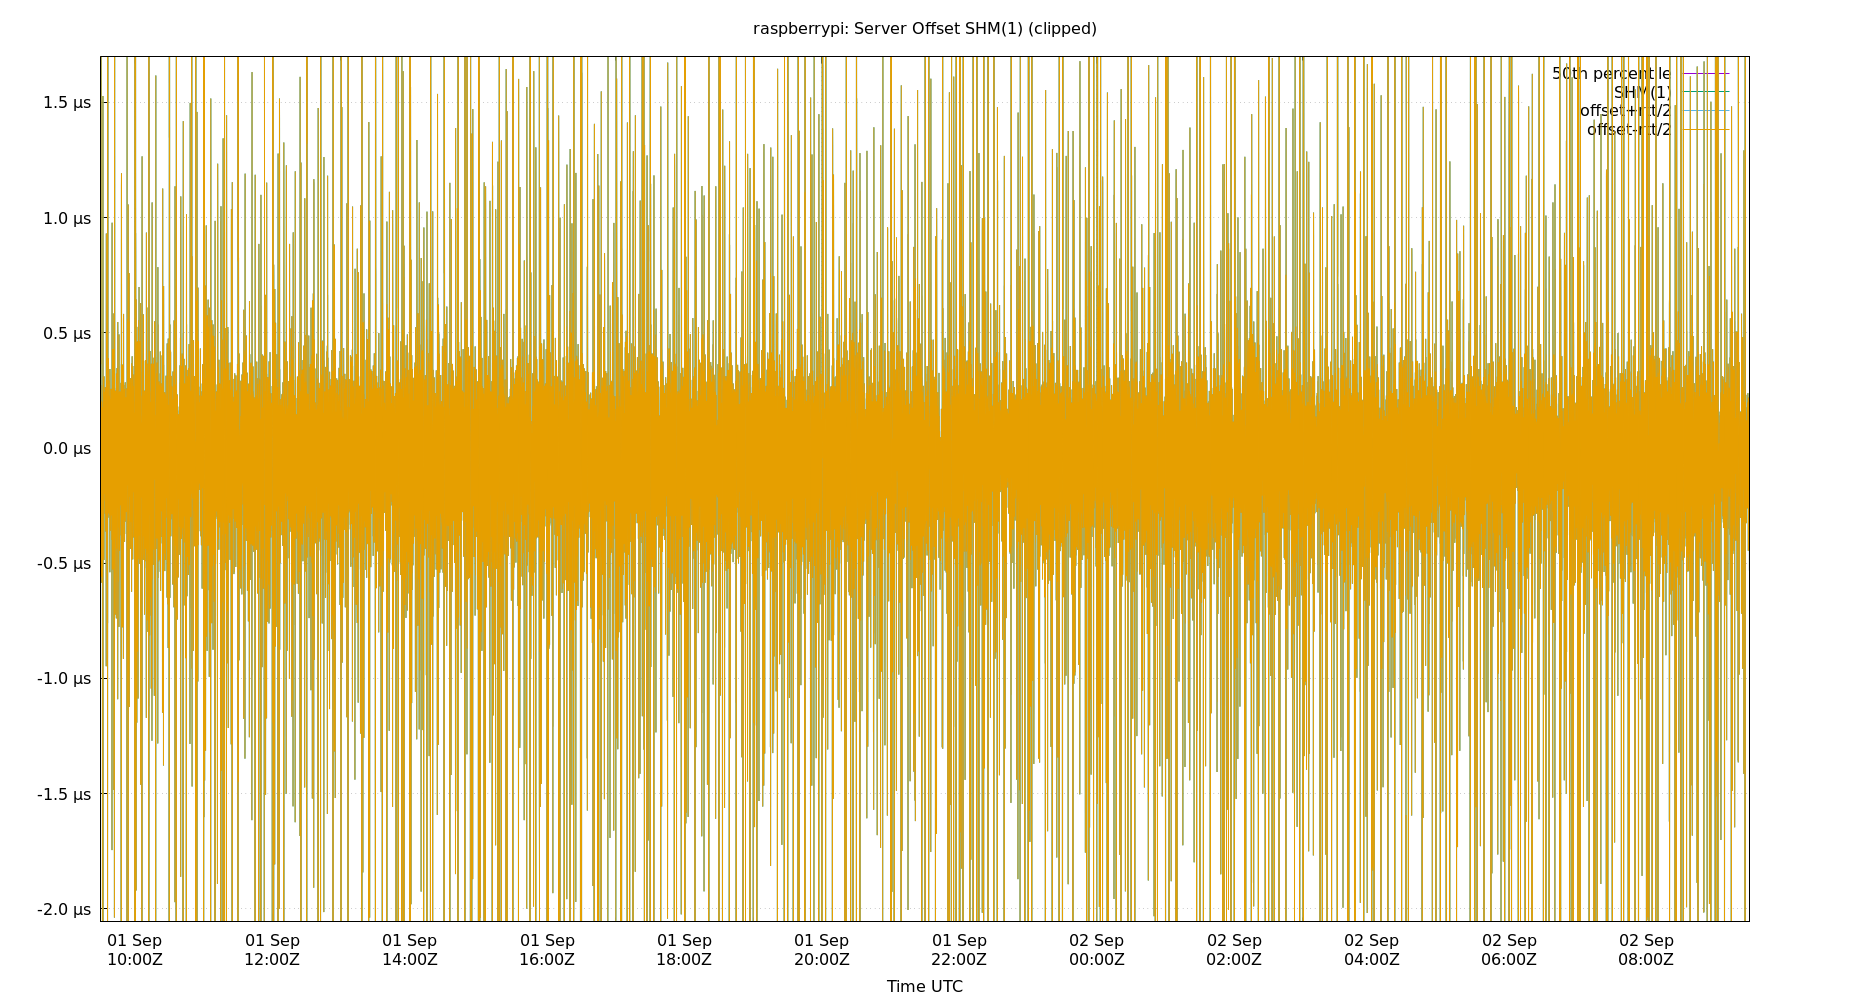 raspberrypi: Server Offset SHM(1) (clipped)
50th percentile
SHM(1)
offset+rtt/2
offset-rtt/2
1.5 µs
1.0 µs
0.5 µs
0.0 µs
-0.5 µs
-1.0 µs
-1.5 µs
-2.0 µs
01 Sep 01 Sep 01 Sep 01 Sep 01 Sep 01 Sep 01 Sep 02 Sep 02 Sep 02 Sep 02 Sep 02 Sep
10:00Z 12:00Z 14:00Z 16:00Z 18:00Z 20:00Z 22:00Z 00:00Z 02:00Z 04:00Z 06:00Z 08:00Z
Time UTC